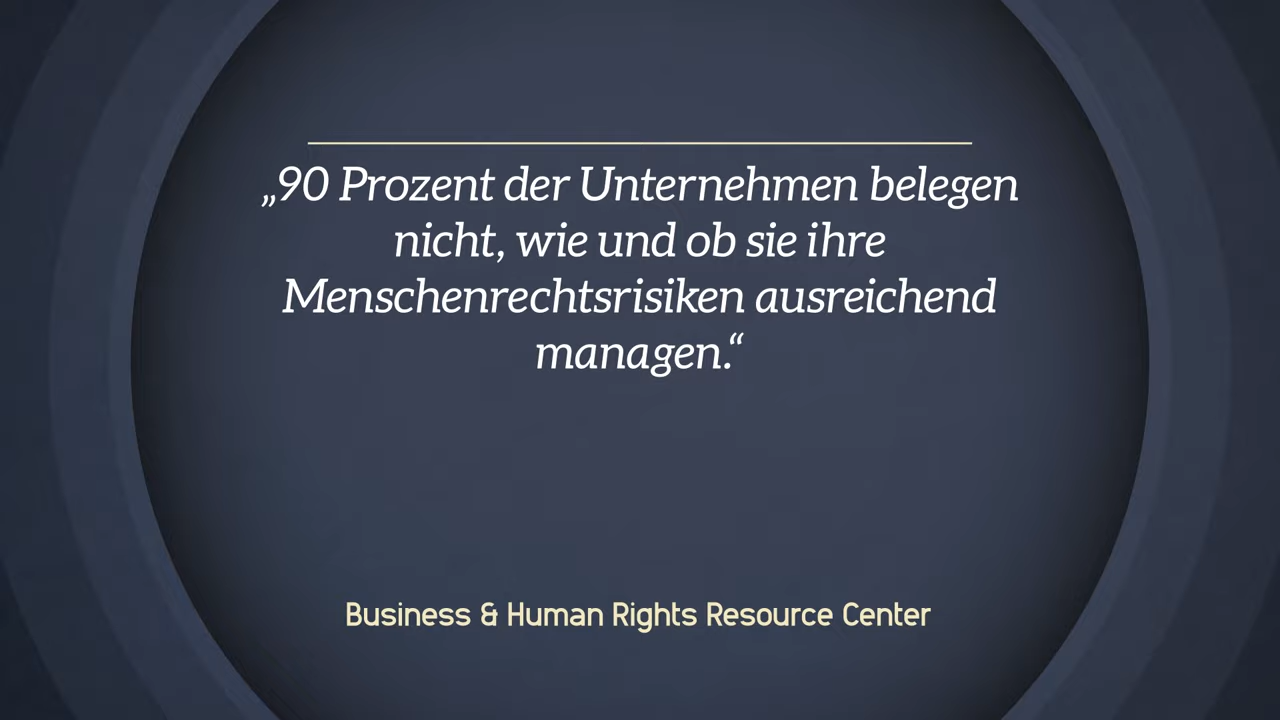 „90 Prozent der Unternehmen belegen
nicht, wie und ob sie ihre
Menschenrechtsrisiken ausreichend
managen.“
Business & Human Rights Resource Center